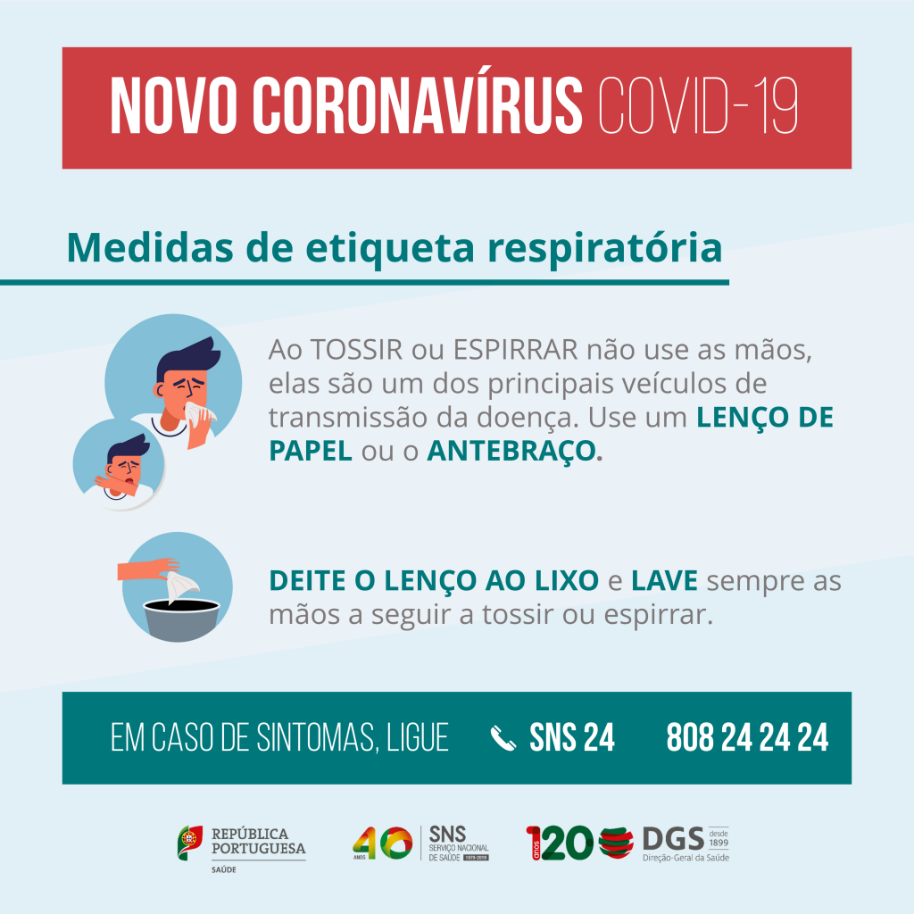 NOVO CORONAVÍRUS COVID-19
Medidas de etiqueta respiratória
Ao TOSSIR ou ESPIRRAR não use as mãos,
elas são um dos principais veículos de
transmissão da doença. Use um LENÇO DE
PAPEL ou o ANTEBRAÇO.
DEITE O LENÇO AO LIXO e LAVE sempre as
mãos a seguir a tossir ou espirrar.
EM CASO DE SINTOMAS, LIGUE SNS 24 808 24 24 24
REPÚBLICA
PORTUGUESA
SAÚDE
40
ANOS
SNS
SERVIÇO NACIONAL
DE SAÚDE 1979-2019
120
anos
DGS desde
1899
Direção-Geral da Saúde